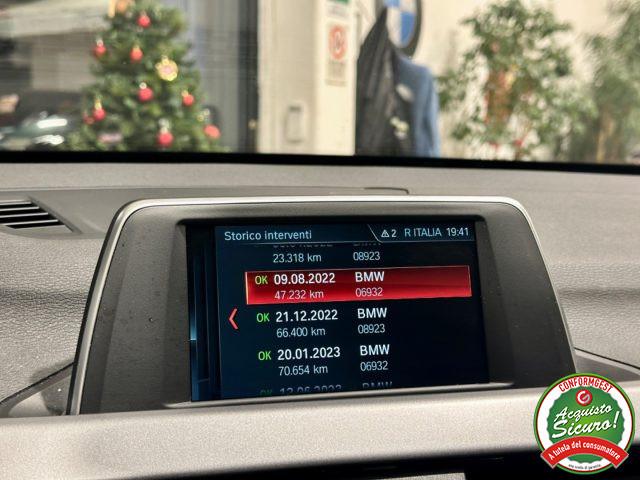 Storico interventi 2 R ITALIA 19:41
23.318 km 08923
OK 09.08.2022 BMW
47.232 km 06932
OK 21.12.2022 BMW
66.400 km 08923
OK 20.01.2023 BMW
70.654 km 06932
BMW
CONFORMGEST
Acquisto
Sicuro!
A tutela del consumatore